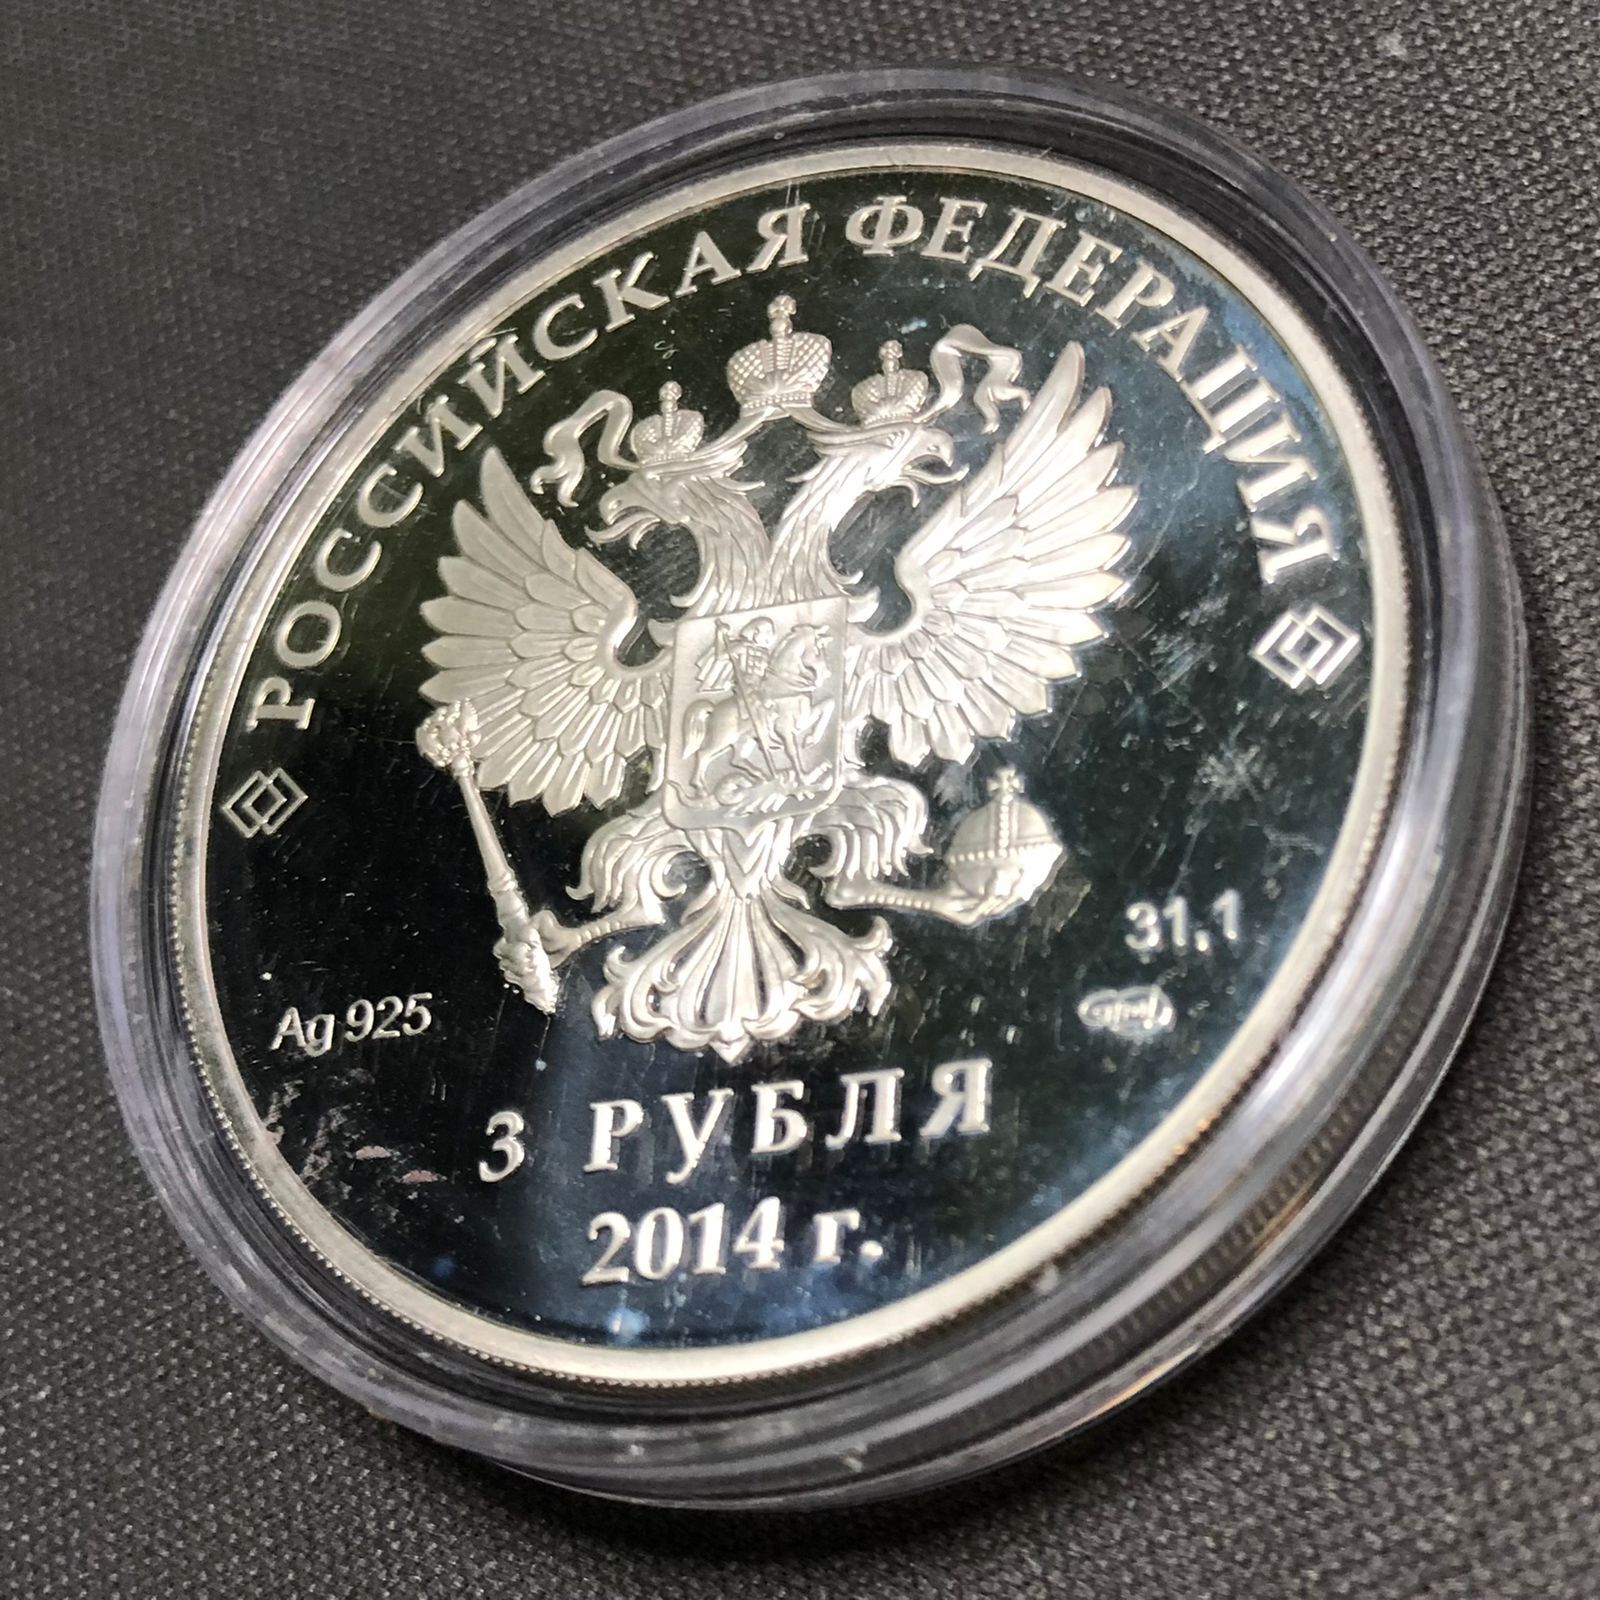 РОССИЙСКАЯ ФЕДЕРАЦИЯ
31,1
Ag 925
3 РУБЛЯ
2014 г.